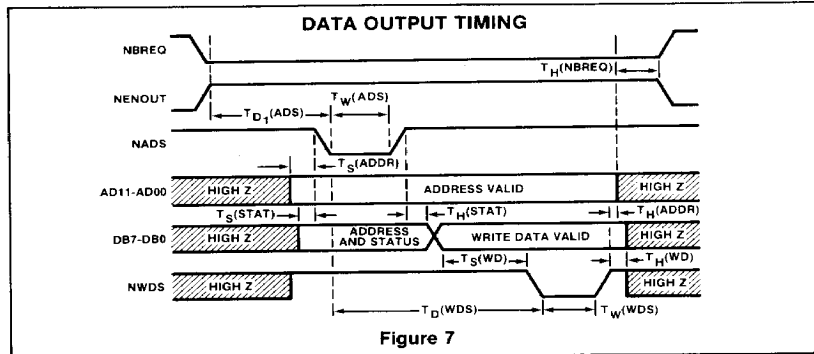 DATA OUTPUT TIMING
NBREQ
T_H(NBREQ)
NENOUT
T_D1(ADS) T_W(ADS)
NADS
T_S(ADDR)
AD11-AD00 HIGH Z ADDRESS VALID HIGH Z
T_S(STAT) T_H(STAT) T_H(ADDR)
DB7-DB0 HIGH Z ADDRESS AND STATUS WRITE DATA VALID HIGH Z
T_S(WD) T_H(WD)
NWDS HIGH Z HIGH Z
T_D(WDS) T_W(WDS)
Figure 7